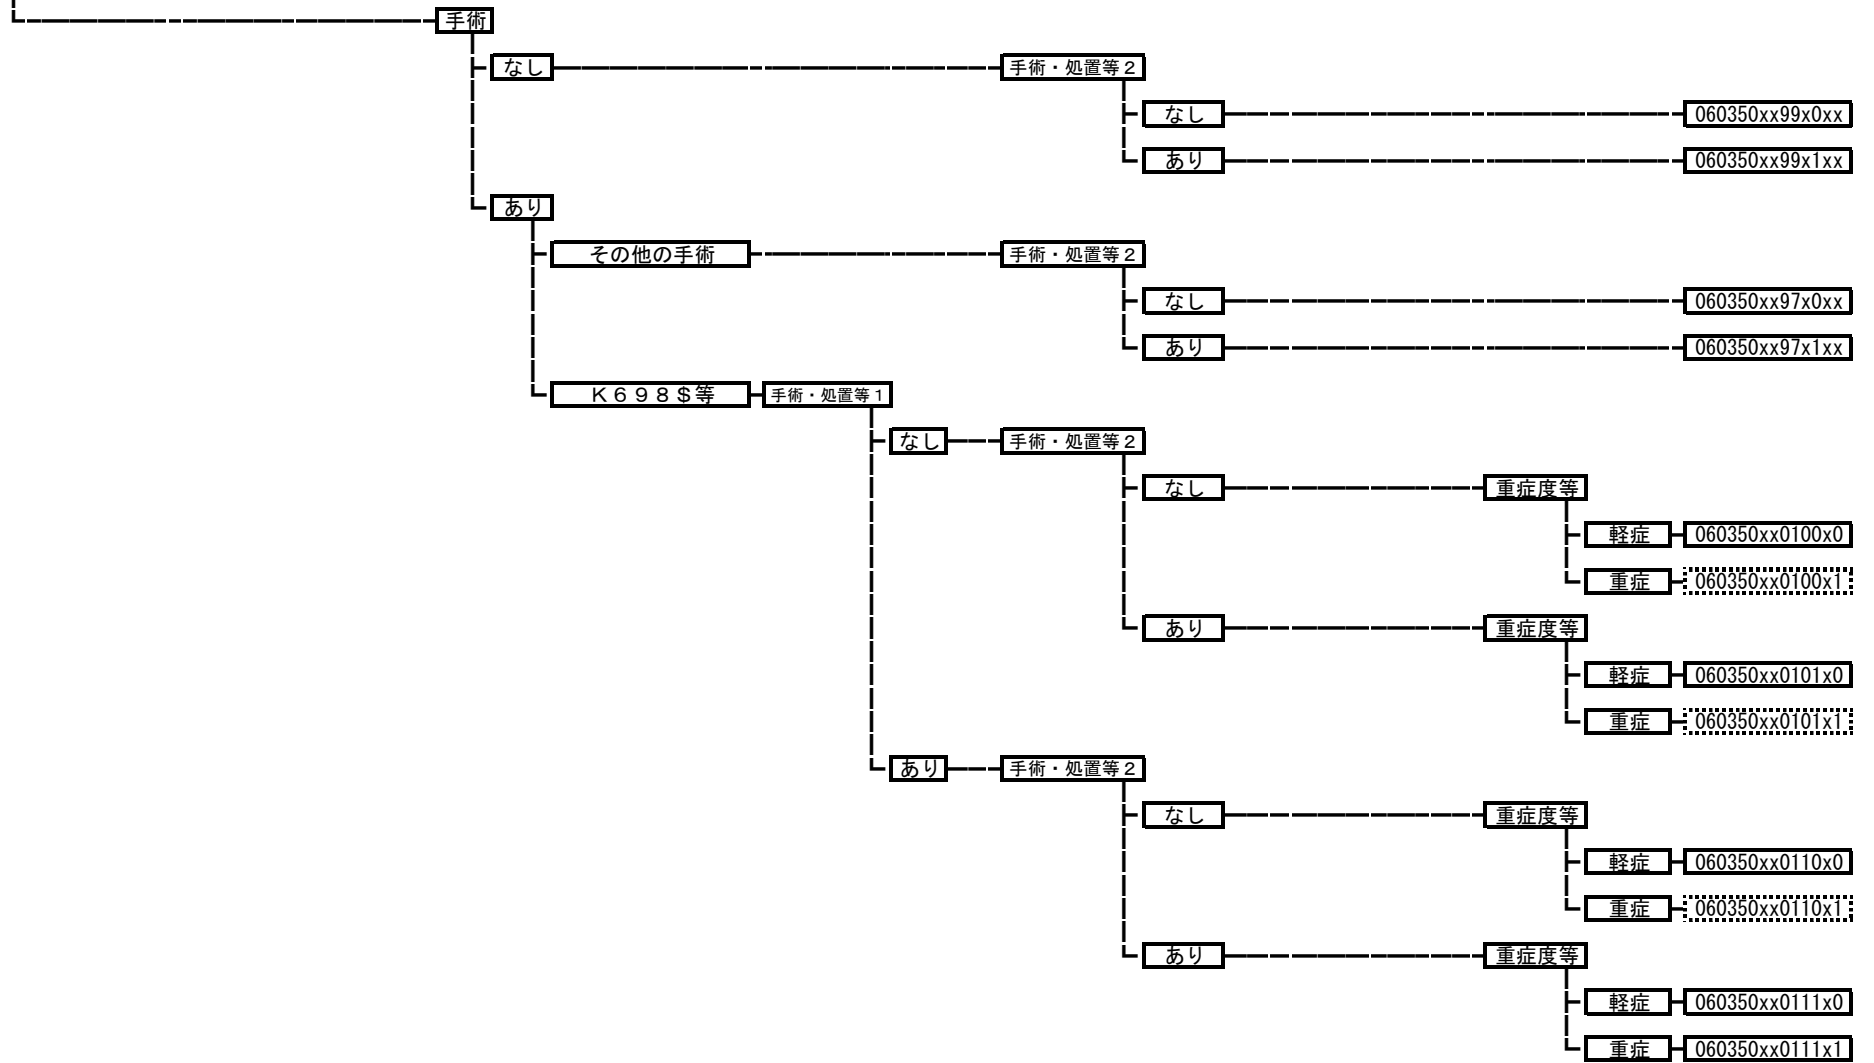 手術
なし 手術・処置等２
なし 060350xx99x0xx
あり 060350xx99x1xx
あり
その他の手術 手術・処置等２
なし 060350xx97x0xx
あり 060350xx97x1xx
Ｋ６９８＄等 手術・処置等１
なし 手術・処置等２
なし 重症度等
軽症 060350xx0100x0
重症 060350xx0100x1
あり 重症度等
軽症 060350xx0101x0
重症 060350xx0101x1
あり 手術・処置等２
なし 重症度等
軽症 060350xx0110x0
重症 060350xx0110x1
あり 重症度等
軽症 060350xx0111x0
重症 060350xx0111x1